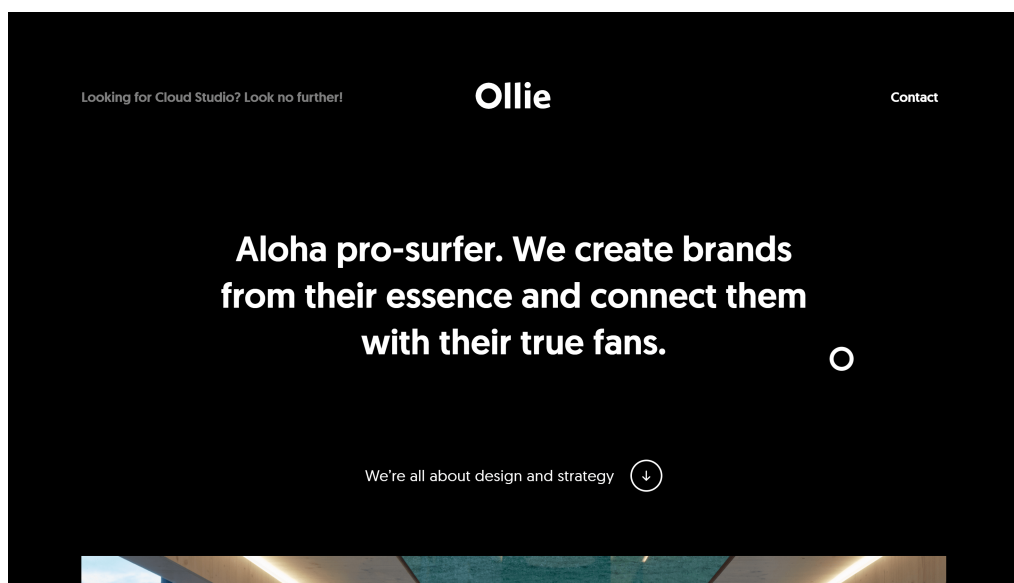 Looking for Cloud Studio? Look no further!
Ollie
Contact
Aloha pro-surfer. We create brands
from their essence and connect them
with their true fans.
We're all about design and strategy